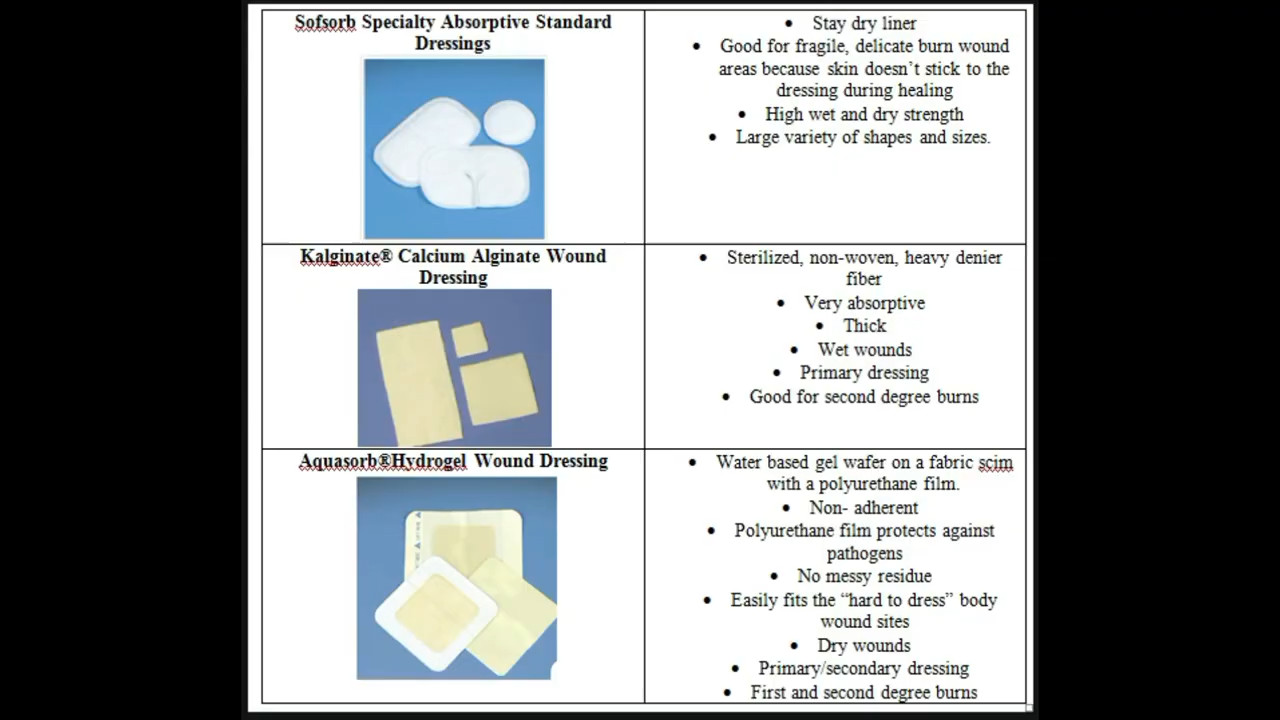 Sofsorb Specialty Absorptive Standard
Dressings
• Stay dry liner
• Good for fragile, delicate burn wound
areas because skin doesn't stick to the
dressing during healing
• High wet and dry strength
• Large variety of shapes and sizes.
Kalginate® Calcium Alginate Wound
Dressing
• Sterilized, non-woven, heavy denier
fiber
• Very absorptive
• Thick
• Wet wounds
• Primary dressing
• Good for second degree burns
Aquasorb®Hydrogel Wound Dressing
• Water based gel wafer on a fabric scim
with a polyurethane film.
• Non- adherent
• Polyurethane film protects against
pathogens
• No messy residue
• Easily fits the “hard to dress” body
wound sites
• Dry wounds
• Primary/secondary dressing
• First and second degree burns